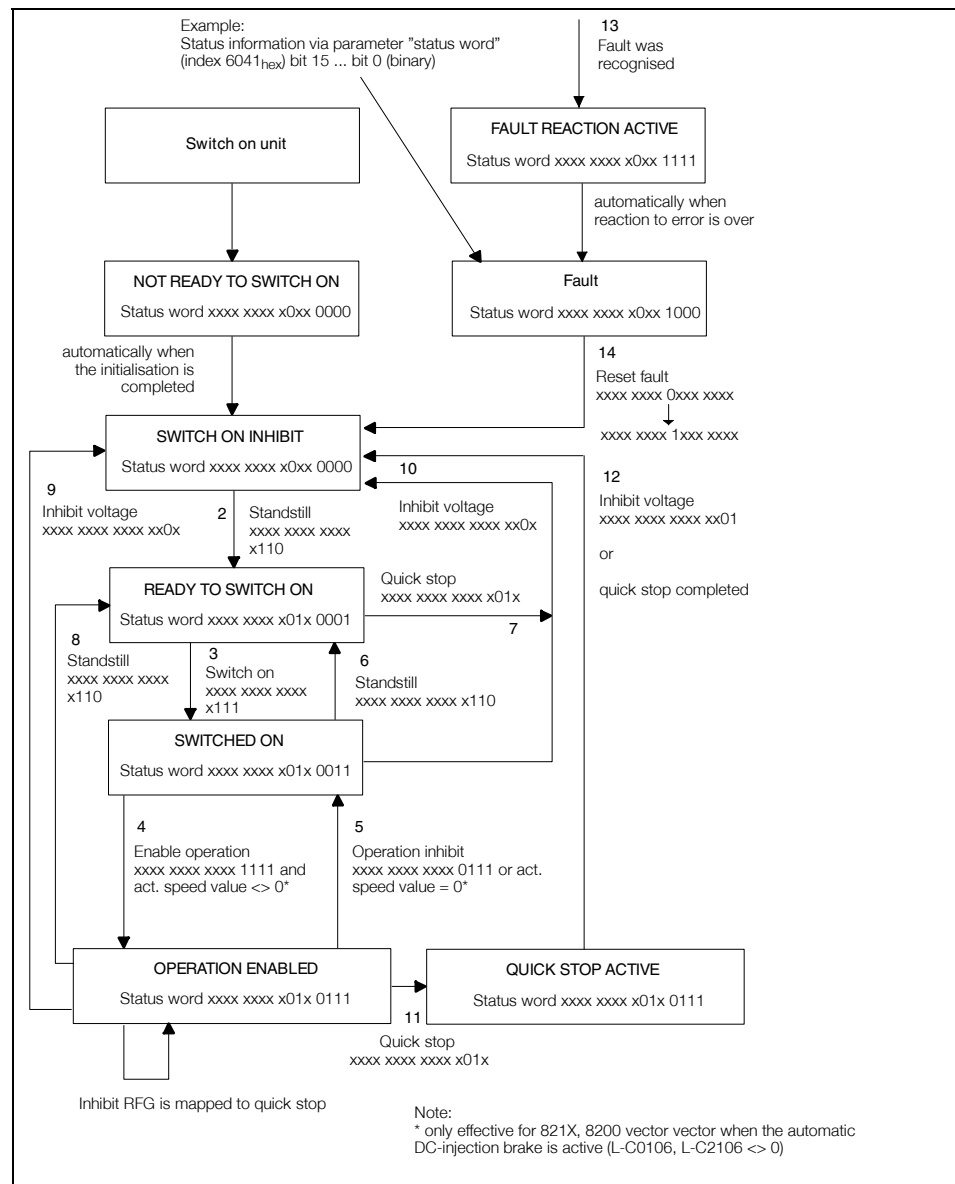 Example:
Status information via parameter "status word"
(index 6041hex) bit 15 ... bit 0 (binary)
13
Fault was
recognised
Switch on unit
FAULT REACTION ACTIVE
Status word xxxx xxxx x0xx 1111
automatically when
reaction to error is over
NOT READY TO SWITCH ON
Status word xxxx xxxx x0xx 0000
Fault
Status word xxxx xxxx x0xx 1000
automatically when
the initialisation is
completed
14
Reset fault
xxxx xxxx 0xxx xxxx
xxxx xxxx 1xxx xxxx
SWITCH ON INHIBIT
Status word xxxx xxxx x0xx 0000
9
Inhibit voltage
xxxx xxxx xxxx xx0x
2
Standstill
xxxx xxxx xxxx
x110
10
Inhibit voltage
xxxx xxxx xxxx xx0x
12
Inhibit voltage
xxxx xxxx xxxx xx01
or
quick stop completed
READY TO SWITCH ON
Status word xxxx xxxx x01x 0001
Quick stop
xxxx xxxx xxxx x01x
7
8
Standstill
xxxx xxxx xxxx
x110
3
Switch on
xxxx xxxx xxxx
x111
6
Standstill
xxxx xxxx xxxx x110
SWITCHED ON
Status word xxxx xxxx x01x 0011
4
Enable operation
xxxx xxxx xxxx 1111 and
act. speed value <> 0*
5
Operation inhibit
xxxx xxxx xxxx 0111 or act.
speed value = 0*
OPERATION ENABLED
Status word xxxx xxxx x01x 0111
QUICK STOP ACTIVE
Status word xxxx xxxx x01x 0111
11
Quick stop
xxxx xxxx xxxx x01x
Inhibit RFG is mapped to quick stop
Note:
* only effective for 821X, 8200 vector vector when the automatic
DC-injection brake is active (L-C0106, L-C2106 <> 0)